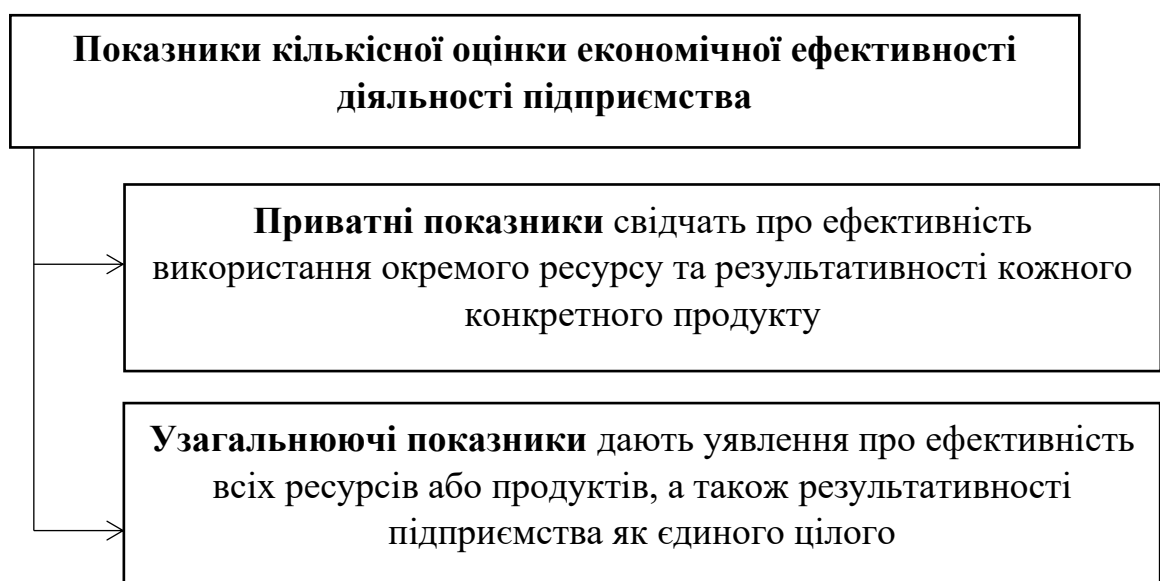 Показники кількісної оцінки економічної ефективності
діяльності підприємства
Приватні показники свідчать про ефективність
використання окремого ресурсу та результативності кожного
конкретного продукту
Узагальнюючі показники дають уявлення про ефективність
всіх ресурсів або продуктів, а також результативності
підприємства як єдиного цілого